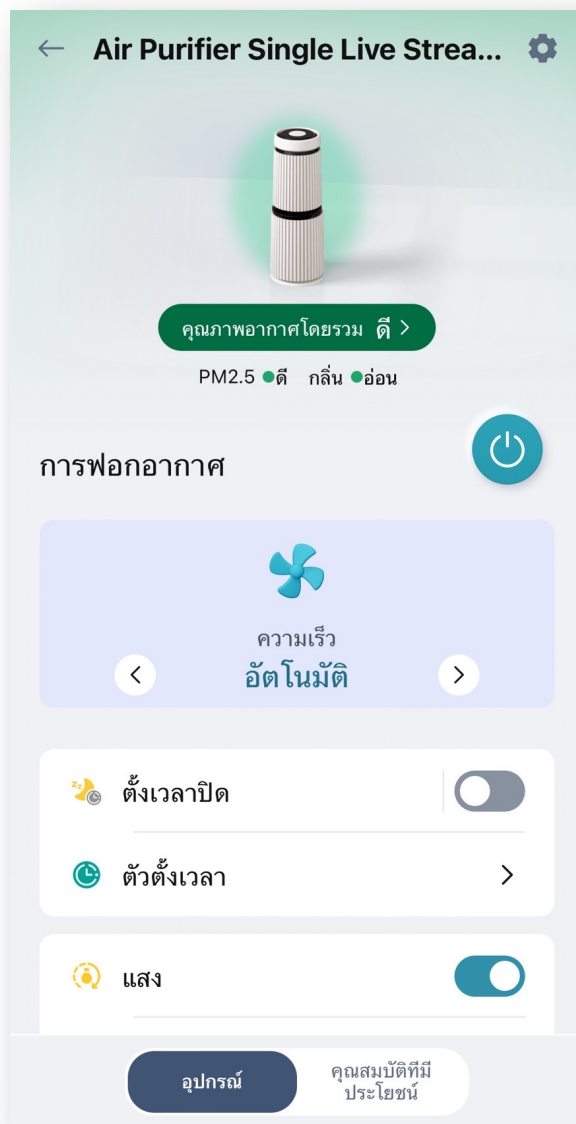 Air Purifier Single Live Strea...
คุณภาพอากาศโดยรวม ดี >
PM2.5 ดี กลิ่น อ่อน
การฟอกอากาศ
ความเร็ว
อัตโนมัติ
ตั้งเวลาปิด
ตัวตั้งเวลา
แสง
อุปกรณ์
คุณสมบัติที่มี
ประโยชน์